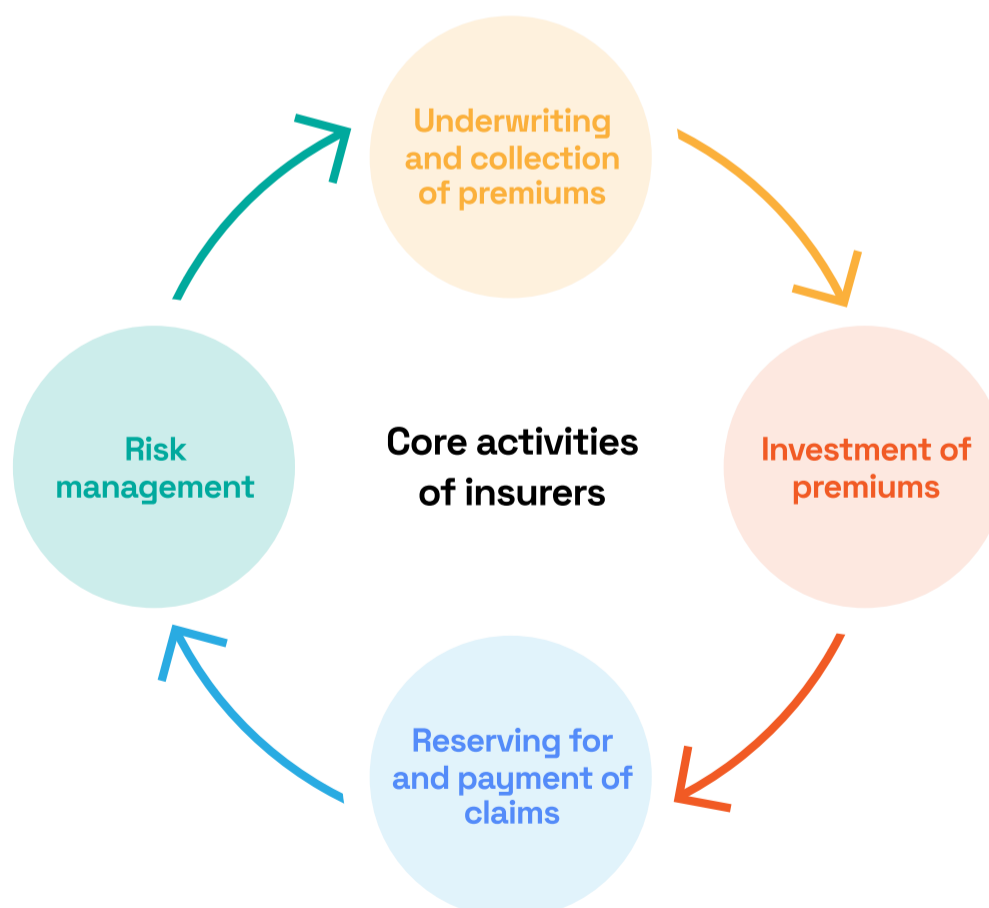 Underwriting
and collection
of premiums
Risk
management
Core activities
of insurers
Investment of
premiums
Reserving for
and payment of
claims